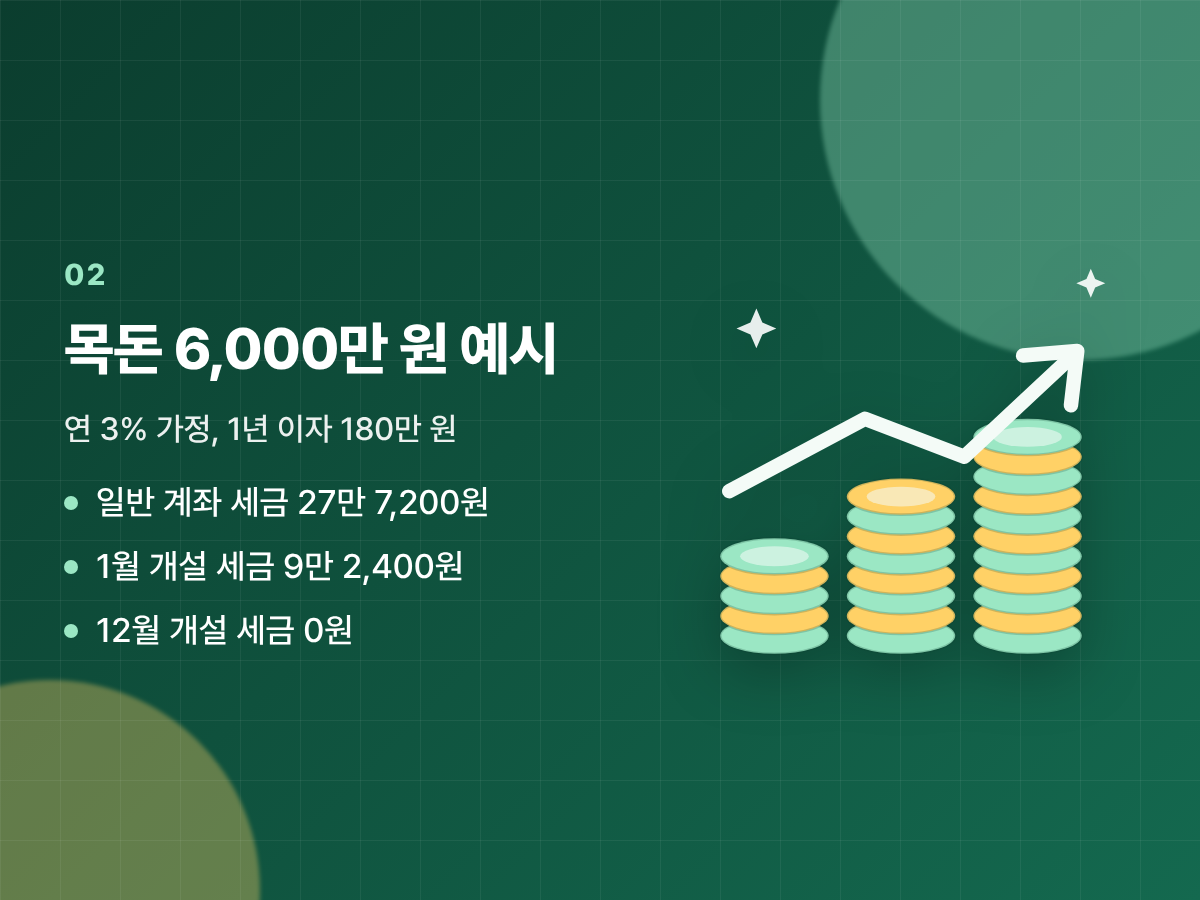 02
목돈 6,000만 원 예시
연 3% 가정, 1년 이자 180만 원
일반 계좌 세금 27만 7,200원
1월 개설 세금 9만 2,400원
12월 개설 세금 0원